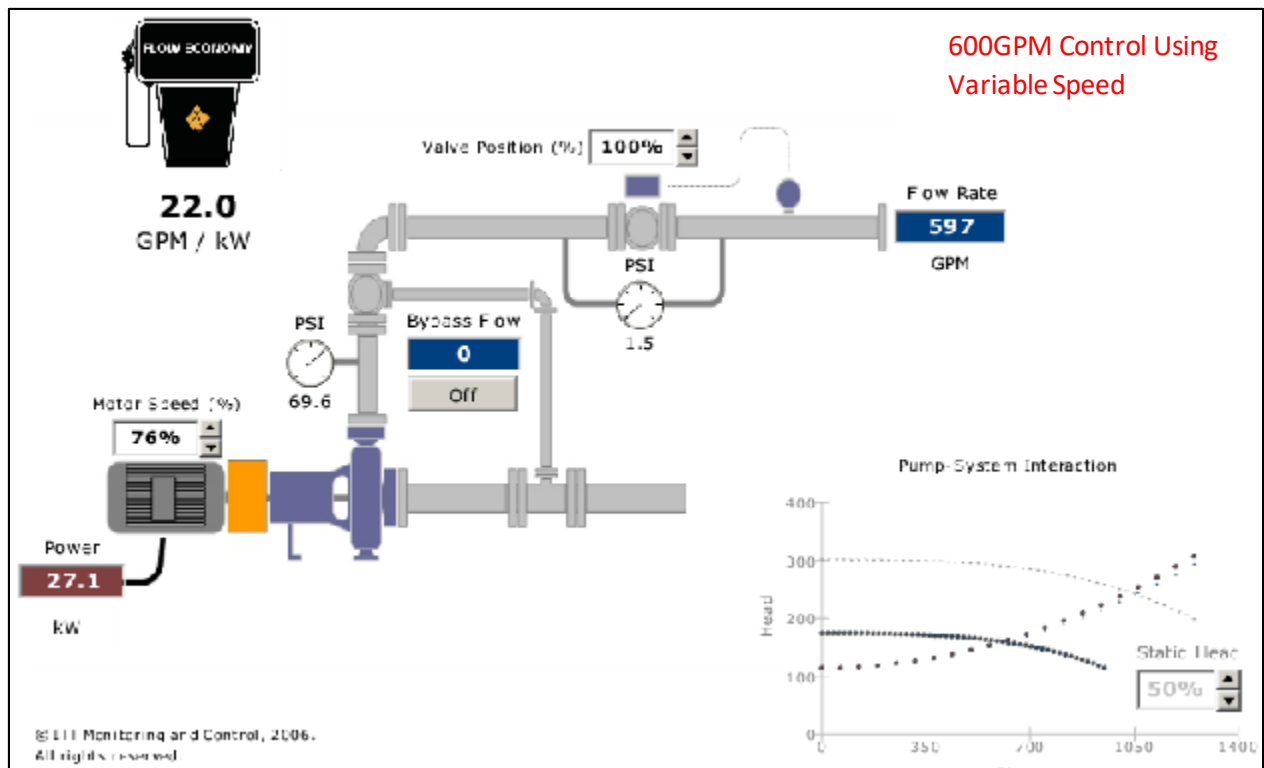 FLOW ECONOMY
600GPM Control Using
Variable Speed
Valve Position (%) 100%
22.0
GPM / kW
Flow Rate
597
GPM
PSI
1.5
PSI
69.6
Bypass Flow
0
Off
Motor Speed (%)
76%
Power
27.1
kW
Pump-System Interaction
400
300
200
100
0
Head
0
350
700
1050
1400
Static Head
50%
© ITT Monitoring and Control, 2006.
All rights reserved